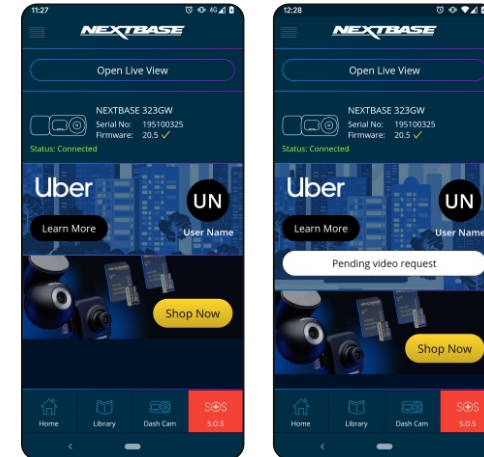 11:27
4G
NEXTBASE
Open Live View
NEXTBASE 323GW
Serial No: 195100325
Firmware: 20.5
Status: Connected
Uber
UN
Learn More
User Name
Shop Now
Home
Library
Dash Cam
SOS
S.O.S
12:28
NEXTBASE
Open Live View
NEXTBASE 323GW
Serial No: 195100325
Firmware: 20.5
Status: Connected
Uber
UN
Learn More
User Name
Pending video request
Shop Now
Home
Library
Dash Cam
SOS
S.O.S